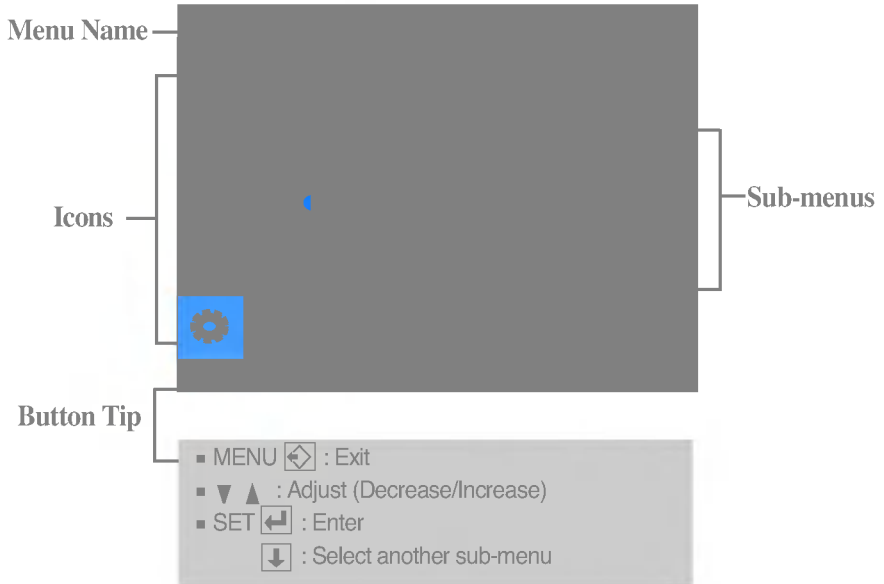 Menu Name
Icons
Sub-menus
Button Tip
■ MENU : Exit
■ ▼ ▲ : Adjust (Decrease/Increase)
■ SET : Enter
: Select another sub-menu